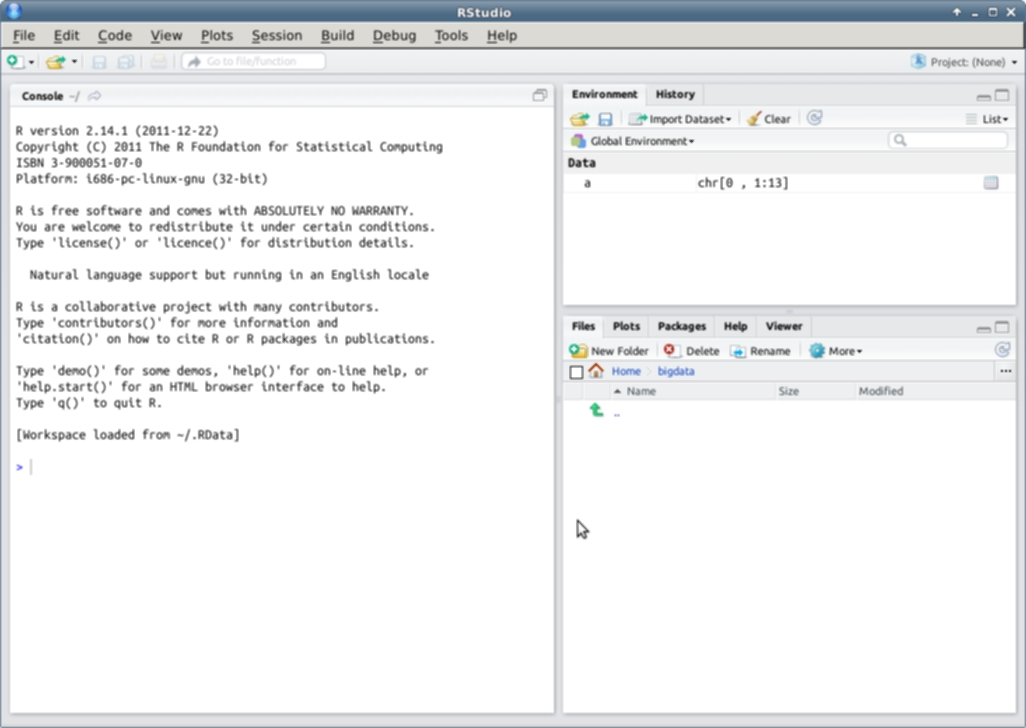 RStudio
File Edit Code View Plots Session Build Debug Tools Help
Go to file/function Project: (None)
Console ~/
R version 2.14.1 (2011-12-22)
Copyright (C) 2011 The R Foundation for Statistical Computing
ISBN 3-900051-07-0
Platform: i686-pc-linux-gnu (32-bit)
R is free software and comes with ABSOLUTELY NO WARRANTY.
You are welcome to redistribute it under certain conditions.
Type 'license()' or 'licence()' for distribution details.
Natural language support but running in an English locale
R is a collaborative project with many contributors.
Type 'contributors()' for more information and
'citation()' on how to cite R or R packages in publications.
Type 'demo()' for some demos, 'help()' for on-line help, or
'help.start()' for an HTML browser interface to help.
Type 'q()' to quit R.
[Workspace loaded from ~/.RData]
>
Environment History
Import Dataset Clear List
Global Environment
Data
a chr[0 , 1:13]
Files Plots Packages Help Viewer
New Folder Delete Rename More
Home bigdata ...
Name Size Modified
..